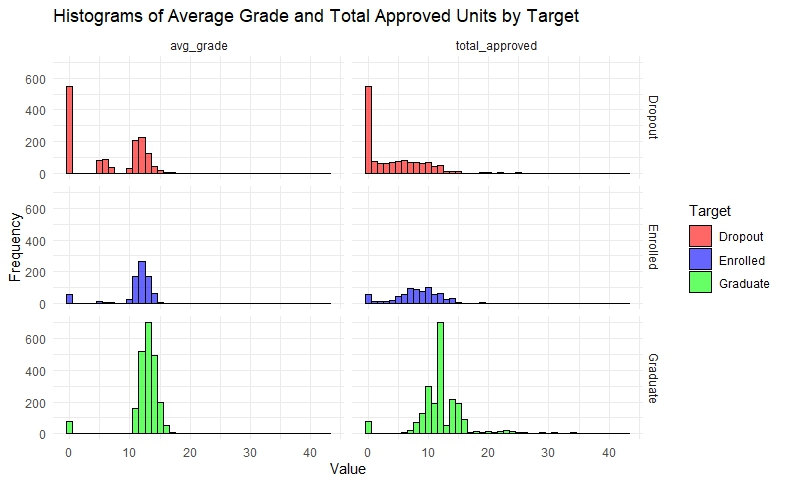 Histograms of Average Grade and Total Approved Units by Target
avg_grade
total_approved
600
400
200
0
Dropout
600
400
200
0
Enrolled
600
400
200
0
Graduate
Frequency
0
10
20
30
40
0
10
20
30
40
Value
Target
Dropout
Enrolled
Graduate